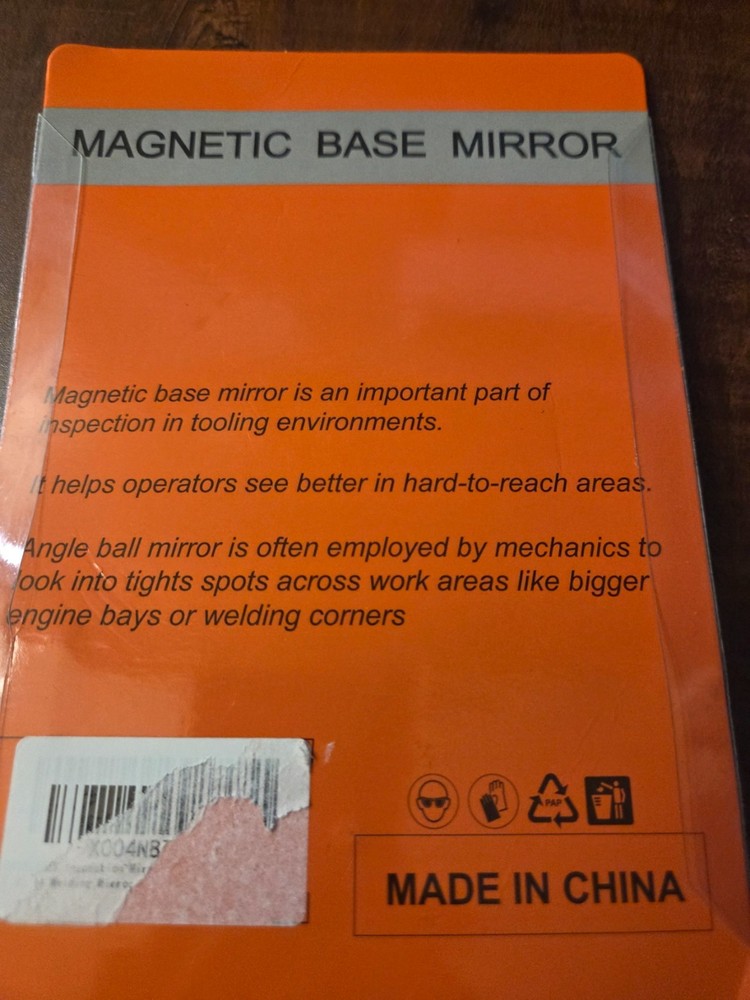 MAGNETIC BASE MIRROR
Magnetic base mirror is an important part of
inspection in tooling environments.
It helps operators see better in hard-to-reach areas.
Angle ball mirror is often employed by mechanics to
look into tights spots across work areas like bigger
engine bays or welding corners
X004NB
PAP
MADE IN CHINA